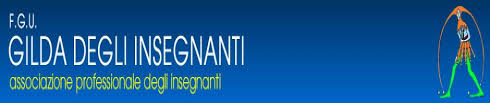 F.G.U.
GILDA DEGLI INSEGNANTI
associazione professionale degli insegnanti